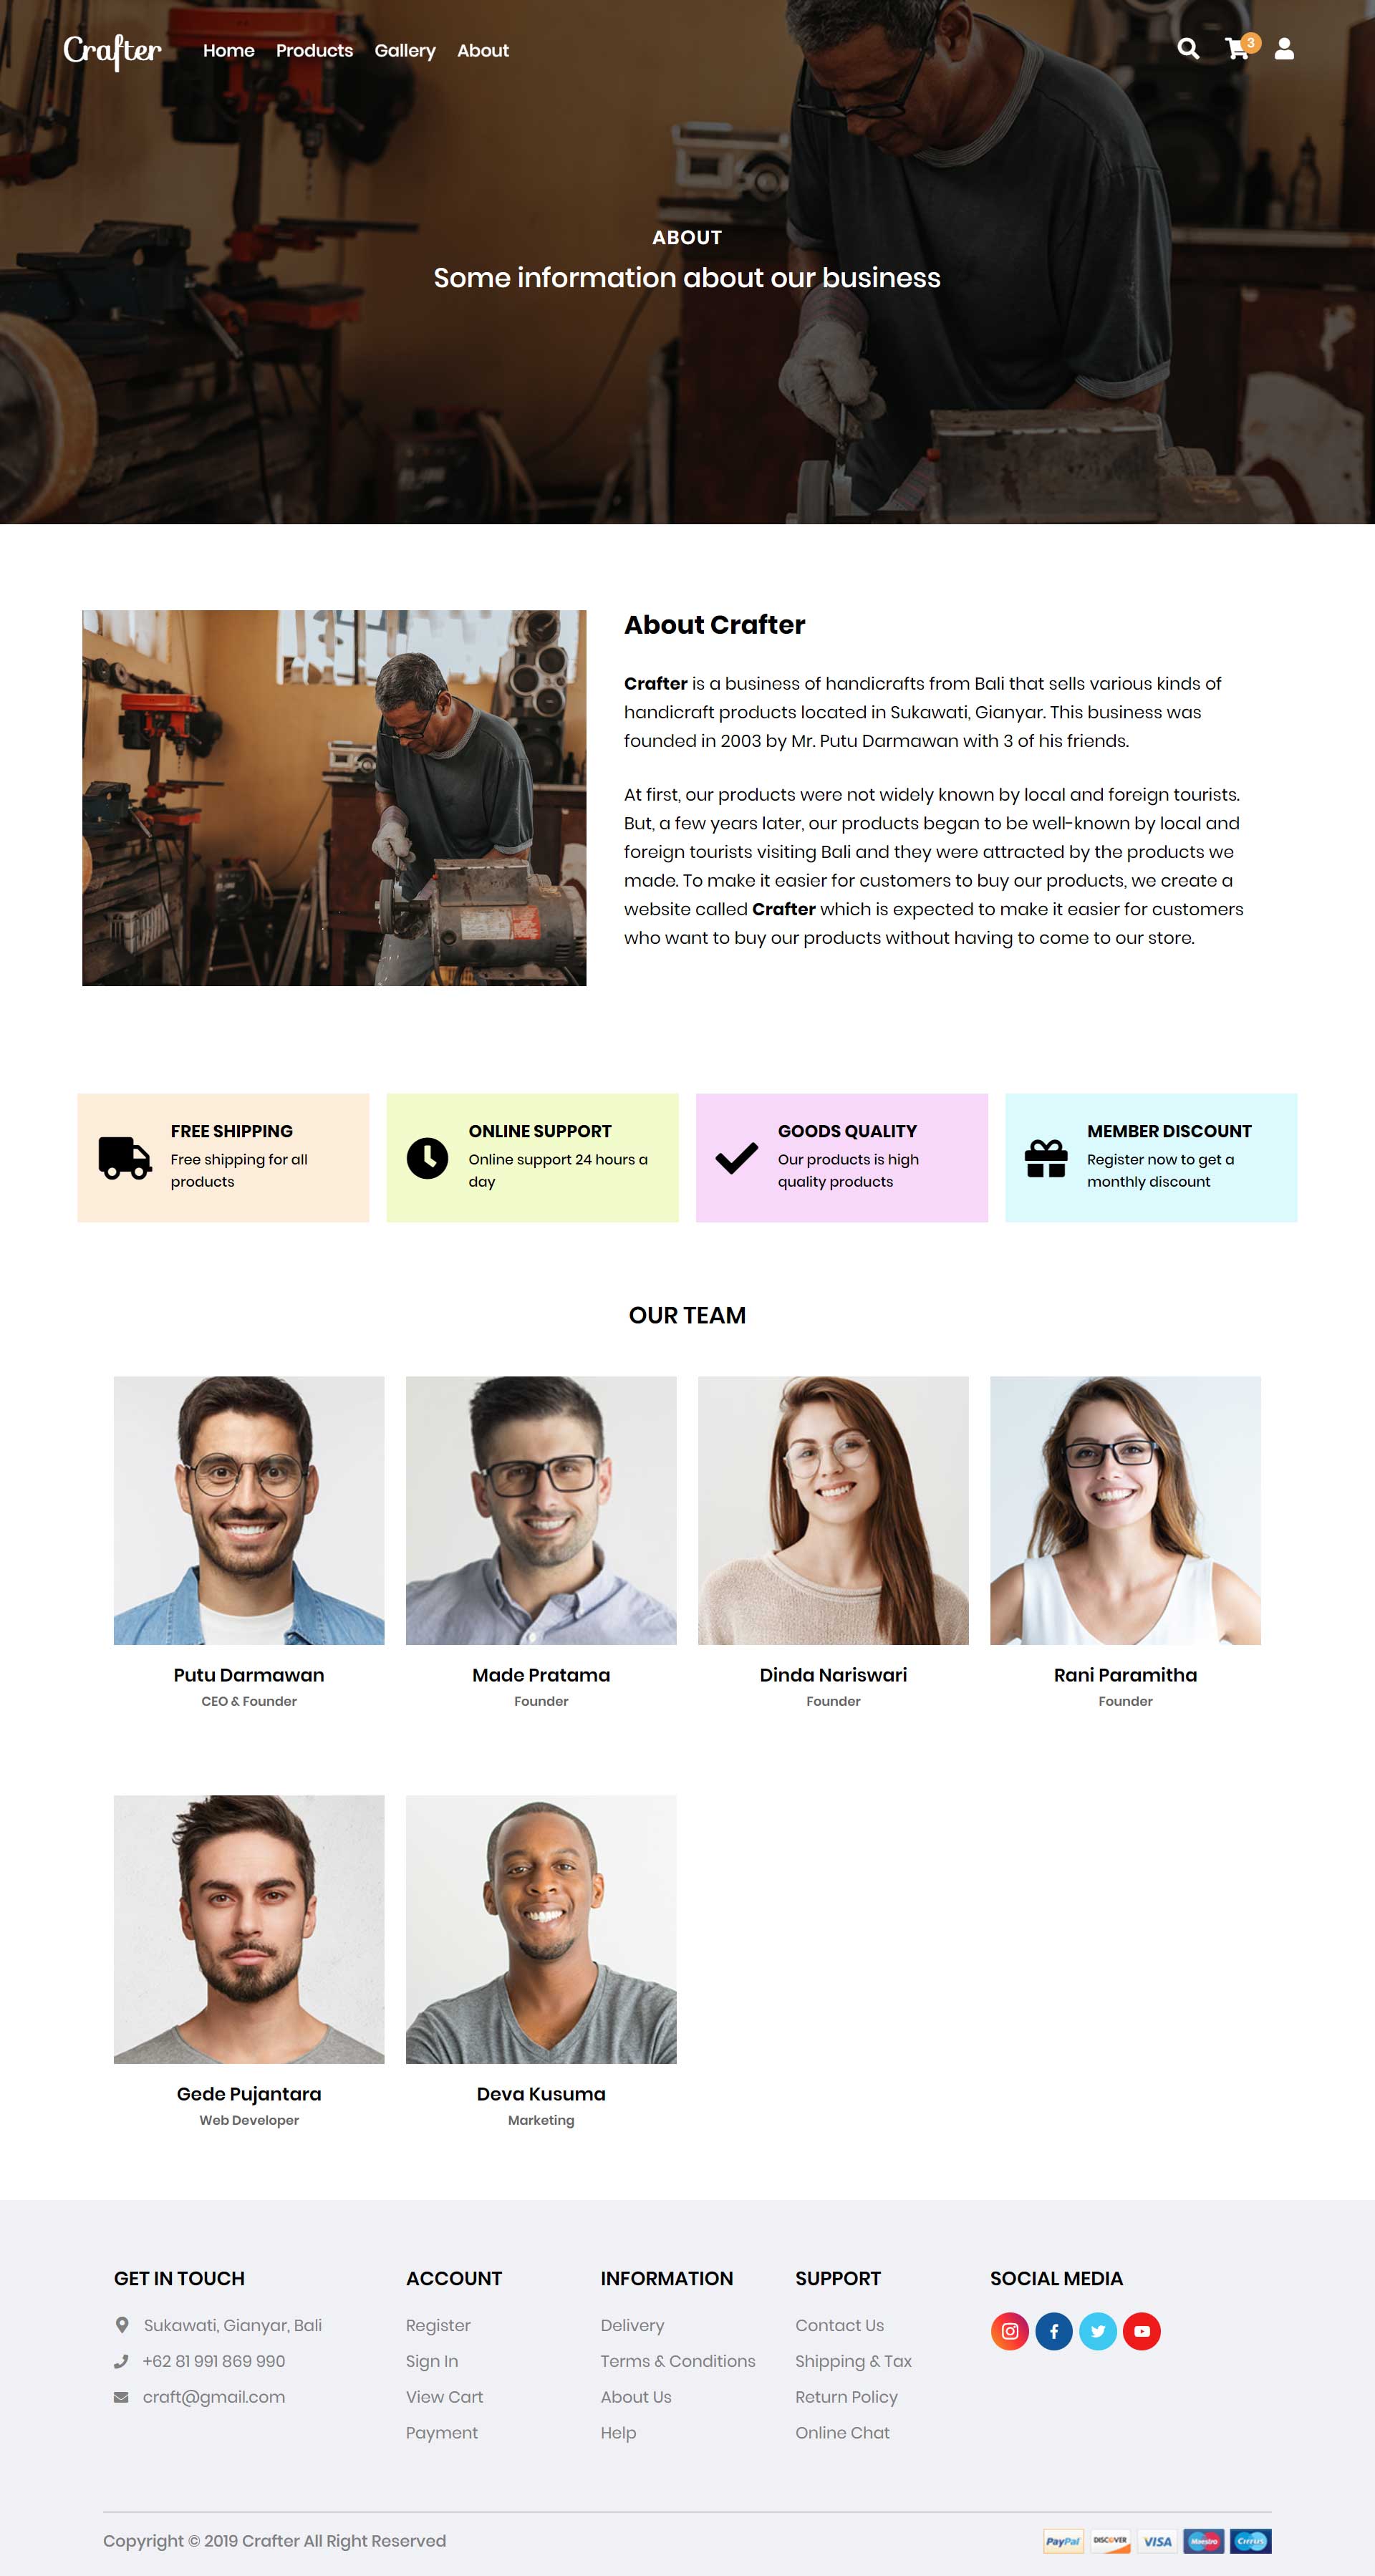 Crafter
Home Products Gallery About
3
ABOUT
Some information about our business
About Crafter
Crafter is a business of handicrafts from Bali that sells various kinds of
handicraft products located in Sukawati, Gianyar. This business was
founded in 2003 by Mr. Putu Darmawan with 3 of his friends.
At first, our products were not widely known by local and foreign tourists.
But, a few years later, our products began to be well-known by local and
foreign tourists visiting Bali and they were attracted by the products we
made. To make it easier for customers to buy our products, we create a
website called Crafter which is expected to make it easier for customers
who want to buy our products without having to come to our store.
FREE SHIPPING
Free shipping for all
products
ONLINE SUPPORT
Online support 24 hours a
day
GOODS QUALITY
Our products is high
quality products
MEMBER DISCOUNT
Register now to get a
monthly discount
OUR TEAM
Putu Darmawan
CEO & Founder
Made Pratama
Founder
Dinda Nariswari
Founder
Rani Paramitha
Founder
Gede Pujantara
Web Developer
Deva Kusuma
Marketing
GET IN TOUCH
Sukawati, Gianyar, Bali
+62 81 991 869 990
craft@gmail.com
ACCOUNT
Register
Sign In
View Cart
Payment
INFORMATION
Delivery
Terms & Conditions
About Us
Help
SUPPORT
Contact Us
Shipping & Tax
Return Policy
Online Chat
SOCIAL MEDIA
Copyright © 2019 Crafter All Right Reserved
PayPal DISCOVER VISA Maestro Cirrus